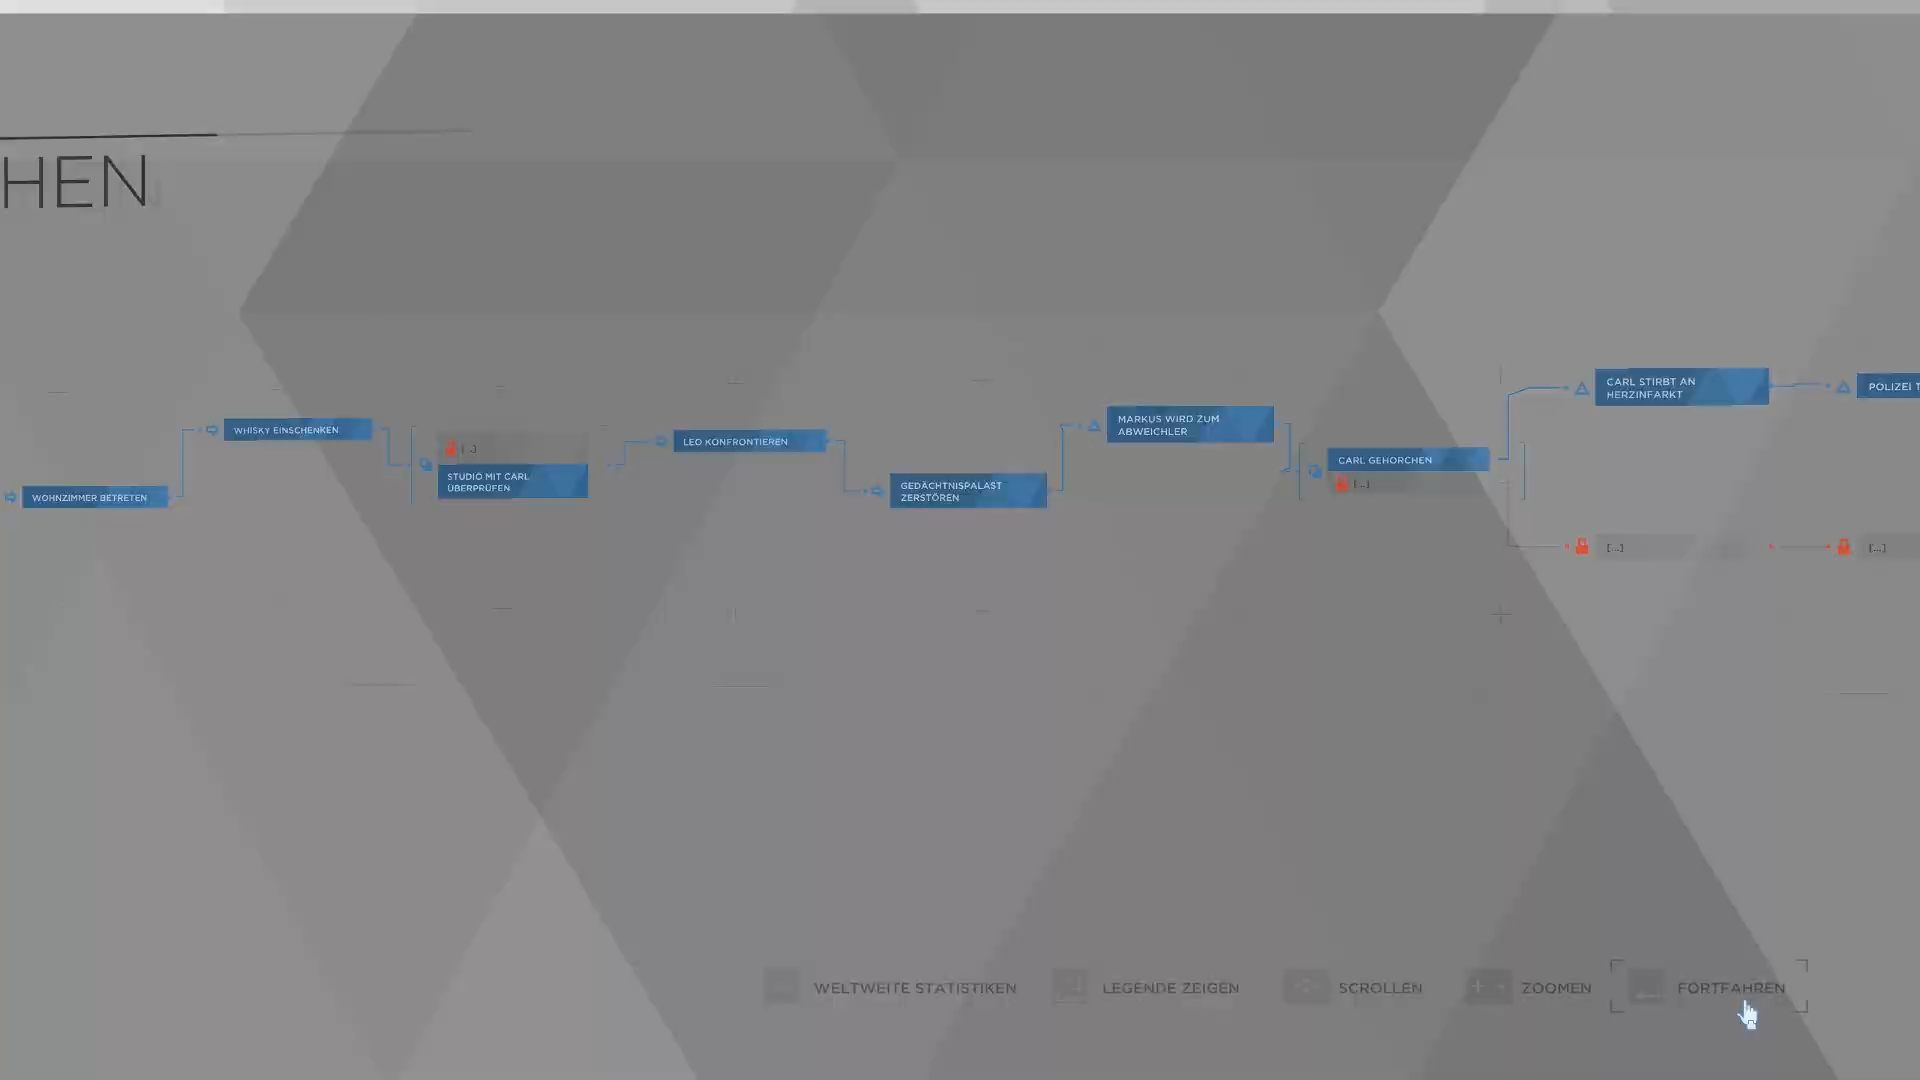 HEN
WOHNZIMMER BETRETEN
WHISKY EINSCHENKEN
[...]
STUDIO MIT CARL
ÜBERPRÜFEN
LEO KONFRONTIEREN
GEDÄCHTNISPALAST
ZERSTÖREN
MARKUS WIRD ZUM
ABWEICHLER
CARL GEHORCHEN
[...]
CARL STIRBT AN
HERZINFARKT
POLIZEI T
[...]
[...]
WELTWEITE STATISTIKEN
LEGENDE ZEIGEN
SCROLLEN
+ - ZOOMEN
FORTFAHREN